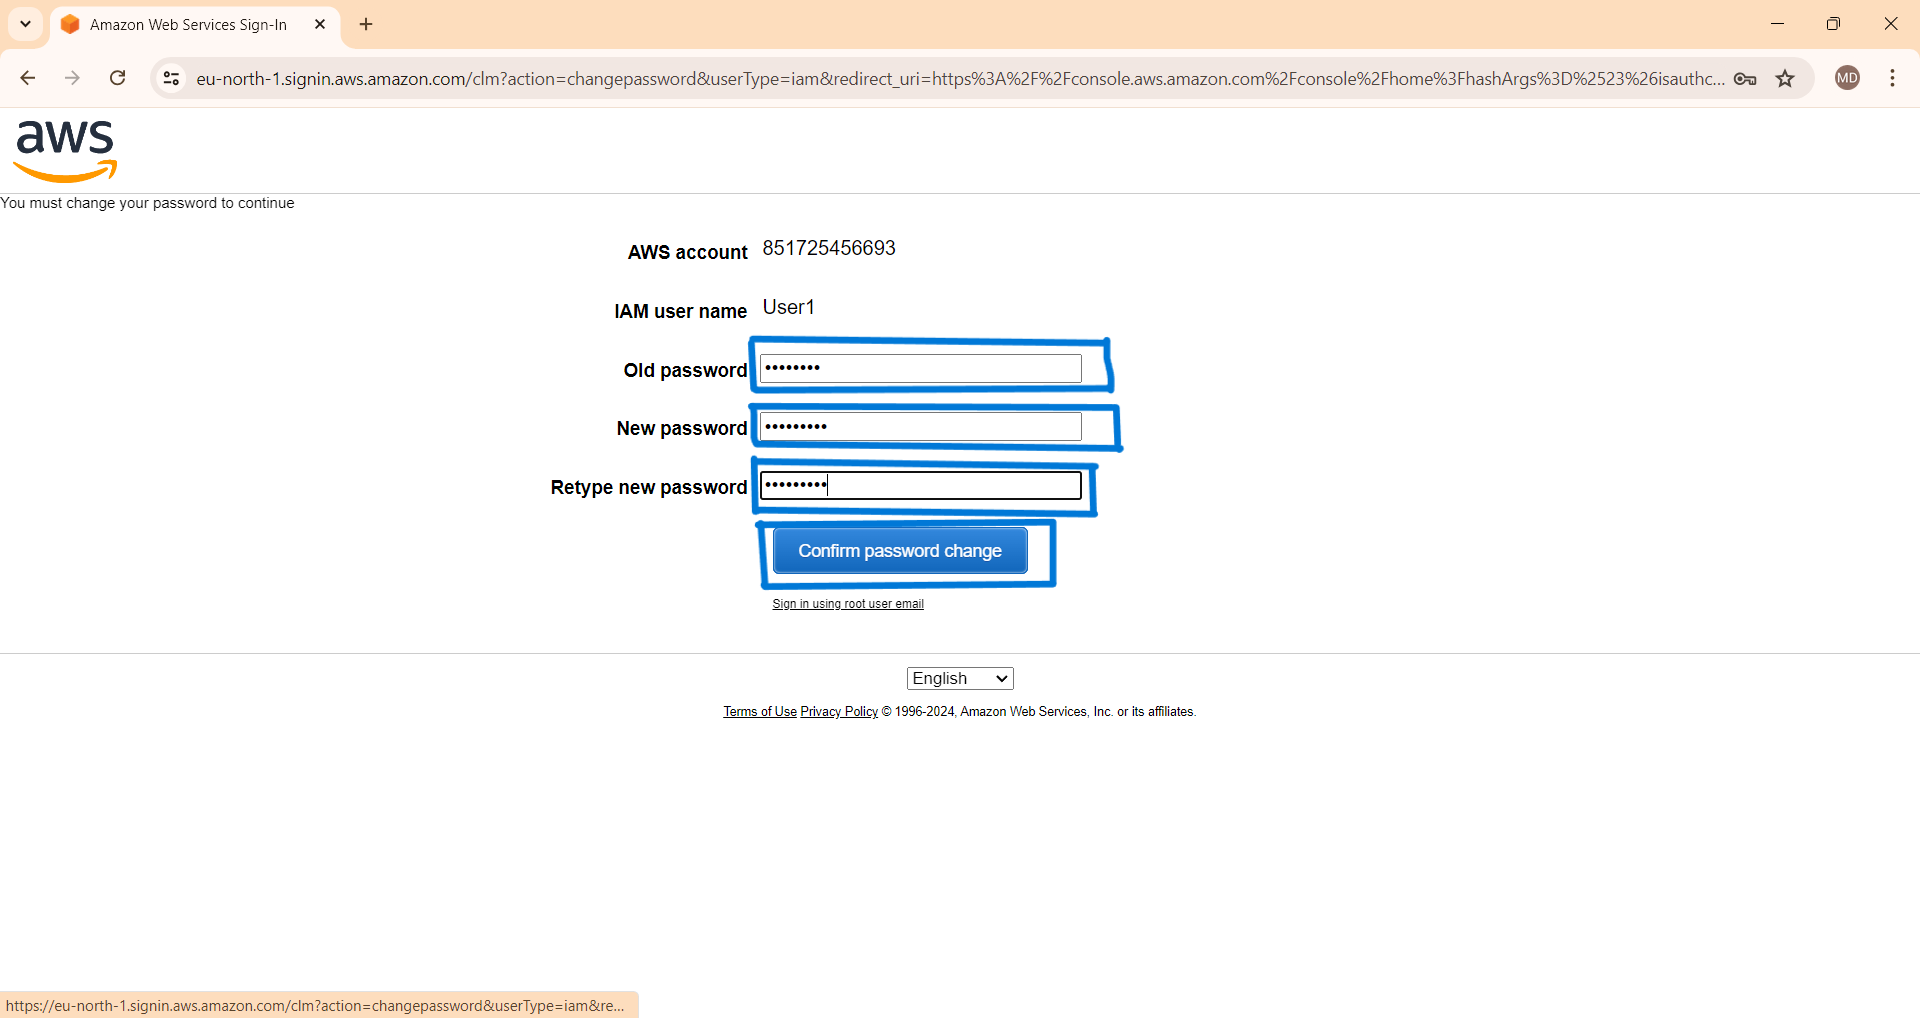 Amazon Web Services Sign-In
eu-north-1.signin.aws.amazon.com/clm?action=changepassword&userType=iam&redirect_uri=https%3A%2F%2Fconsole.aws.amazon.com%2Fconsole%2Fhome%3FhashArgs%3D%2523%26isauthc...
MD
aws
You must change your password to continue
AWS account 851725456693
IAM user name User1
Old password ••••••••
New password •••••••••
Retype new password •••••••••
Confirm password change
Sign in using root user email
English
Terms of Use Privacy Policy © 1996-2024, Amazon Web Services, Inc. or its affiliates.
https://eu-north-1.signin.aws.amazon.com/clm?action=changepassword&userType=iam&re...